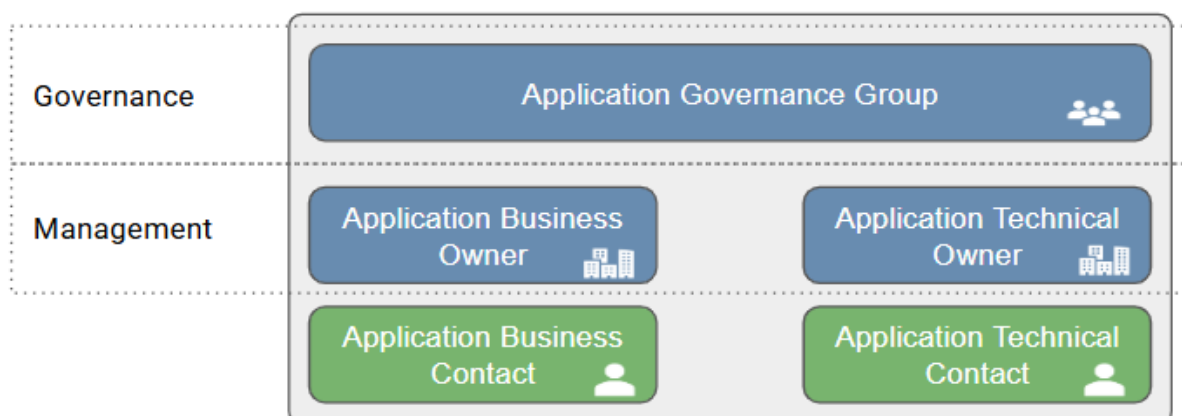 Governance
Application Governance Group
Management
Application Business
Owner
Application Technical
Owner
Application Business
Contact
Application Technical
Contact